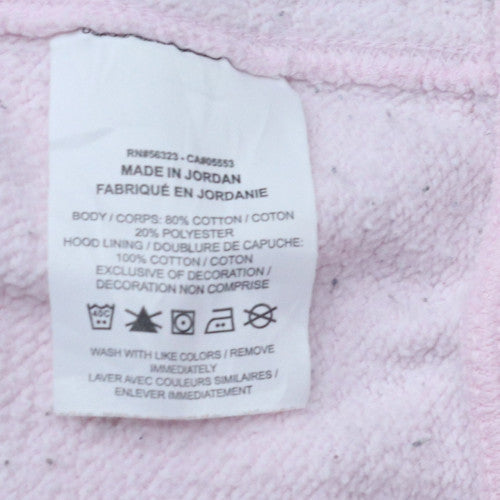 RN#56323 - CA#05553
MADE IN JORDAN
FABRIQUÉ EN JORDANIE
BODY / CORPS: 80% COTTON / COTON
20% POLYESTER
HOOD LINING / DOUBLURE DE CAPUCHE:
100% COTTON / COTON
EXCLUSIVE OF DECORATION /
DECORATION NON COMPRISE
40C
WASH WITH LIKE COLORS / REMOVE
IMMEDIATELY
LAVER AVEC COULEURS SIMILAIRES /
ENLEVER IMMEDIATEMENT